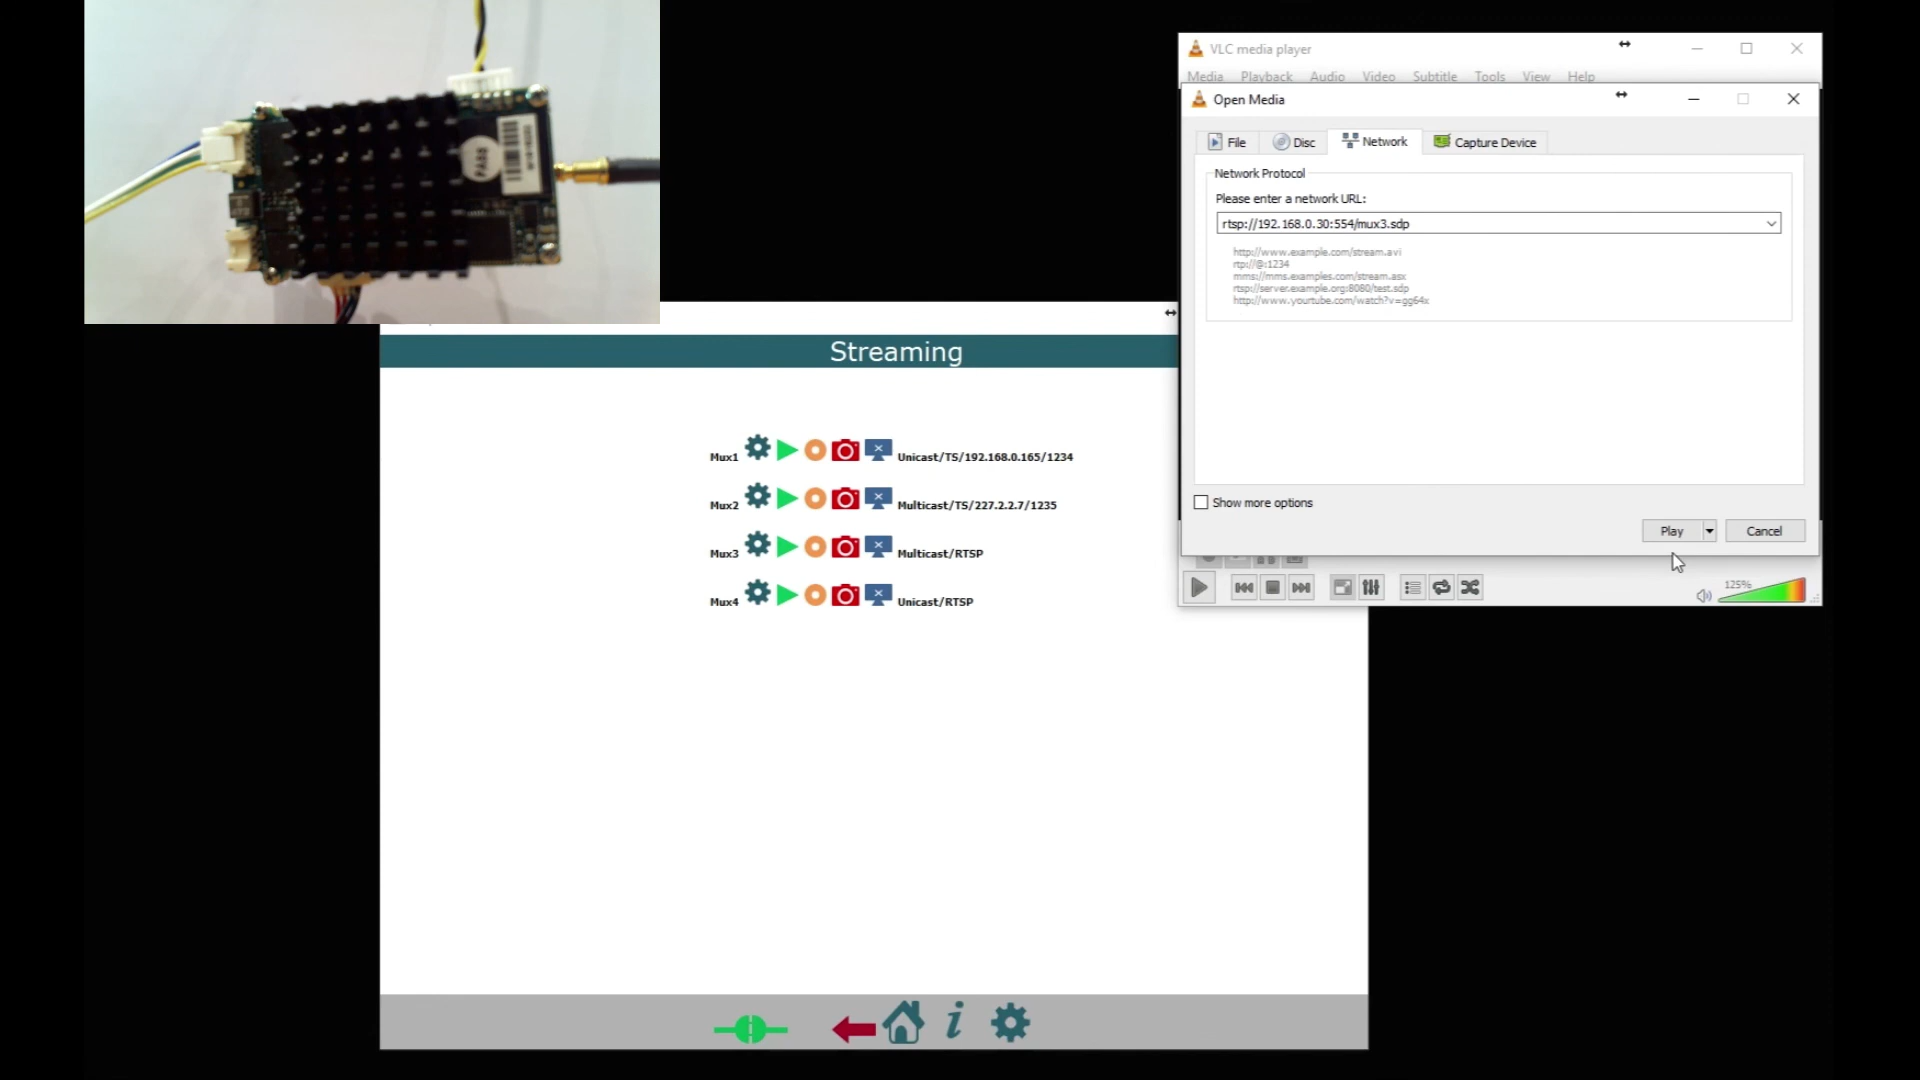 PASS
VLC media player
Media Playback Audio Video Subtitle Tools View Help
Open Media
File Disc Network Capture Device
Network Protocol
Please enter a network URL:
rtsp://192.168.0.30:554/mux3.sdp
http://www.example.com/stream.avi
rtp://@:1234
mms://mms.examples.com/stream.asx
rtsp://server.example.org:8080/test.sdp
http://www.youtube.com/watch?v=gg64x
Show more options
Play Cancel
125%
Streaming
Mux1 Unicast/TS/192.168.0.165/1234
Mux2 Multicast/TS/227.2.2.7/1235
Mux3 Multicast/RTSP
Mux4 Unicast/RTSP
i